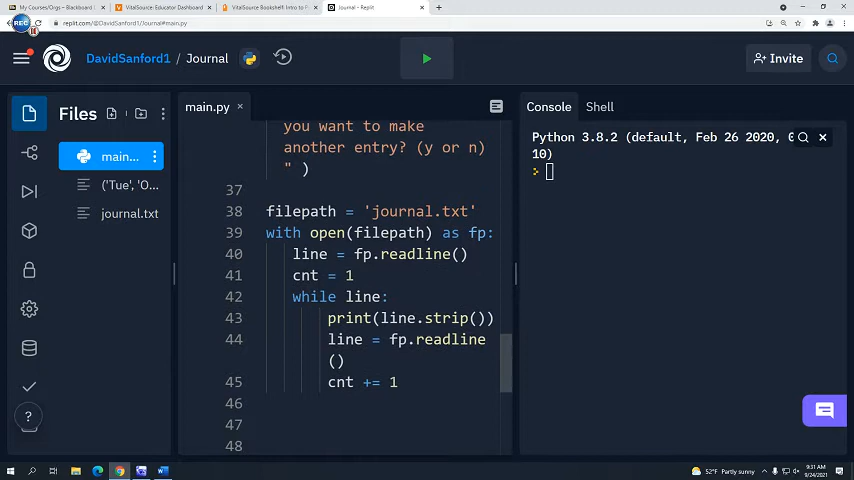 My Courses/Orgs – Blackboard
VitalSource: Educator Dashboard
VitalSource Bookshelf: Intro to F
Journal - Replit
REC
replit.com/@DavidSanford1/Journal#main.py
DavidSanford1 / Journal
Invite
Files
main.py
Console
Shell
main...
('Tue', 'O...
journal.txt
you want to make
another entry? (y or n)
" )
37
38 filepath = 'journal.txt'
39 with open(filepath) as fp:
40 line = fp.readline()
41 cnt = 1
42 while line:
43 print(line.strip())
44 line = fp.readline
()
45 cnt += 1
46
47
48
Python 3.8.2 (default, Feb 26 2020,
10)
?
52°F Partly sunny
9:31 AM
9/24/2021